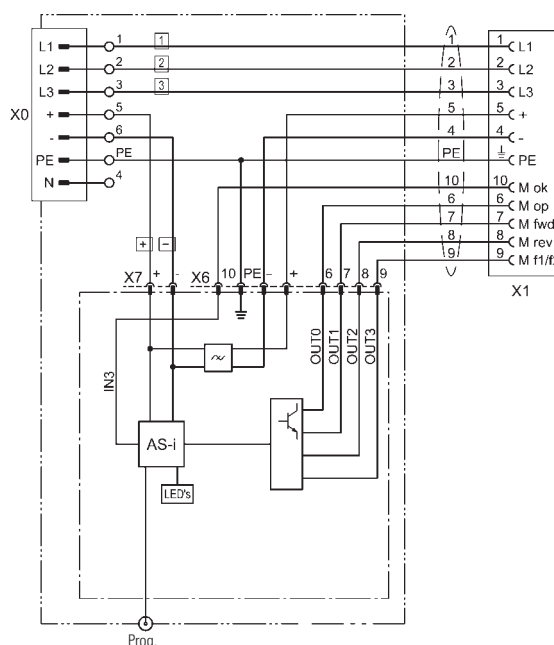 L1 1 1 1 1 L1
L2 2 2 2 2 L2
L3 3 3 3 3 L3
X0 + 5 5 5 +
- 6 4 4 -
PE PE PE PE
N 4
10 10 M ok
6 6 M op
7 7 M fwd
8 8 M rev
9 9 M f1/f2
X1
+ -
X7 + - X6 10 PE - + 6 7 8 9
IN3
OUT0
OUT1
OUT2
OUT3
~
AS-i
LED's
Prog.